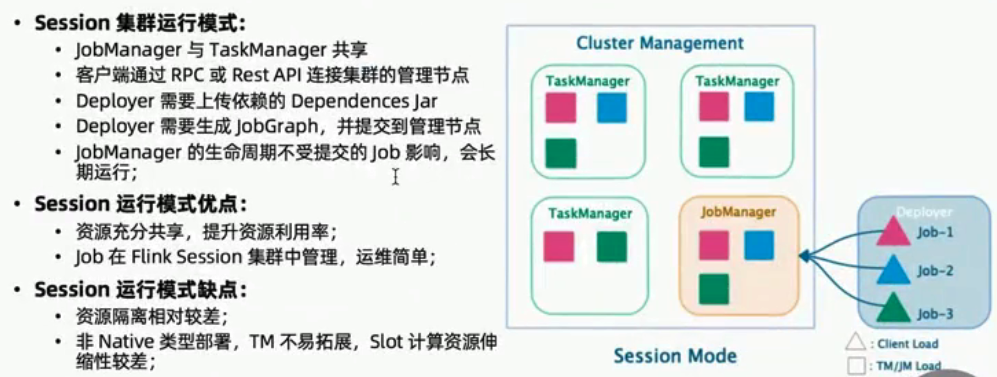 • Session 集群运行模式：
• JobManager 与 TaskManager 共享
• 客户端通过 RPC 或 Rest API 连接集群的管理节点
• Deployer 需要上传依赖的 Dependences Jar
• Deployer 需要生成 JobGraph，并提交到管理节点
• JobManager 的生命周期不受提交的 Job 影响，会长
期运行；
• Session 运行模式优点：
• 资源充分共享，提升资源利用率；
• Job 在 Flink Session 集群中管理，运维简单；
• Session 运行模式缺点：
• 资源隔离相对较差；
• 非 Native 类型部署，TM 不易拓展，Slot 计算资源伸
缩性较差；
Cluster Management
TaskManager
TaskManager
TaskManager
JobManager
Deployer
Job-1
Job-2
Job-3
Session Mode
: Client Load
: TM/JM Load